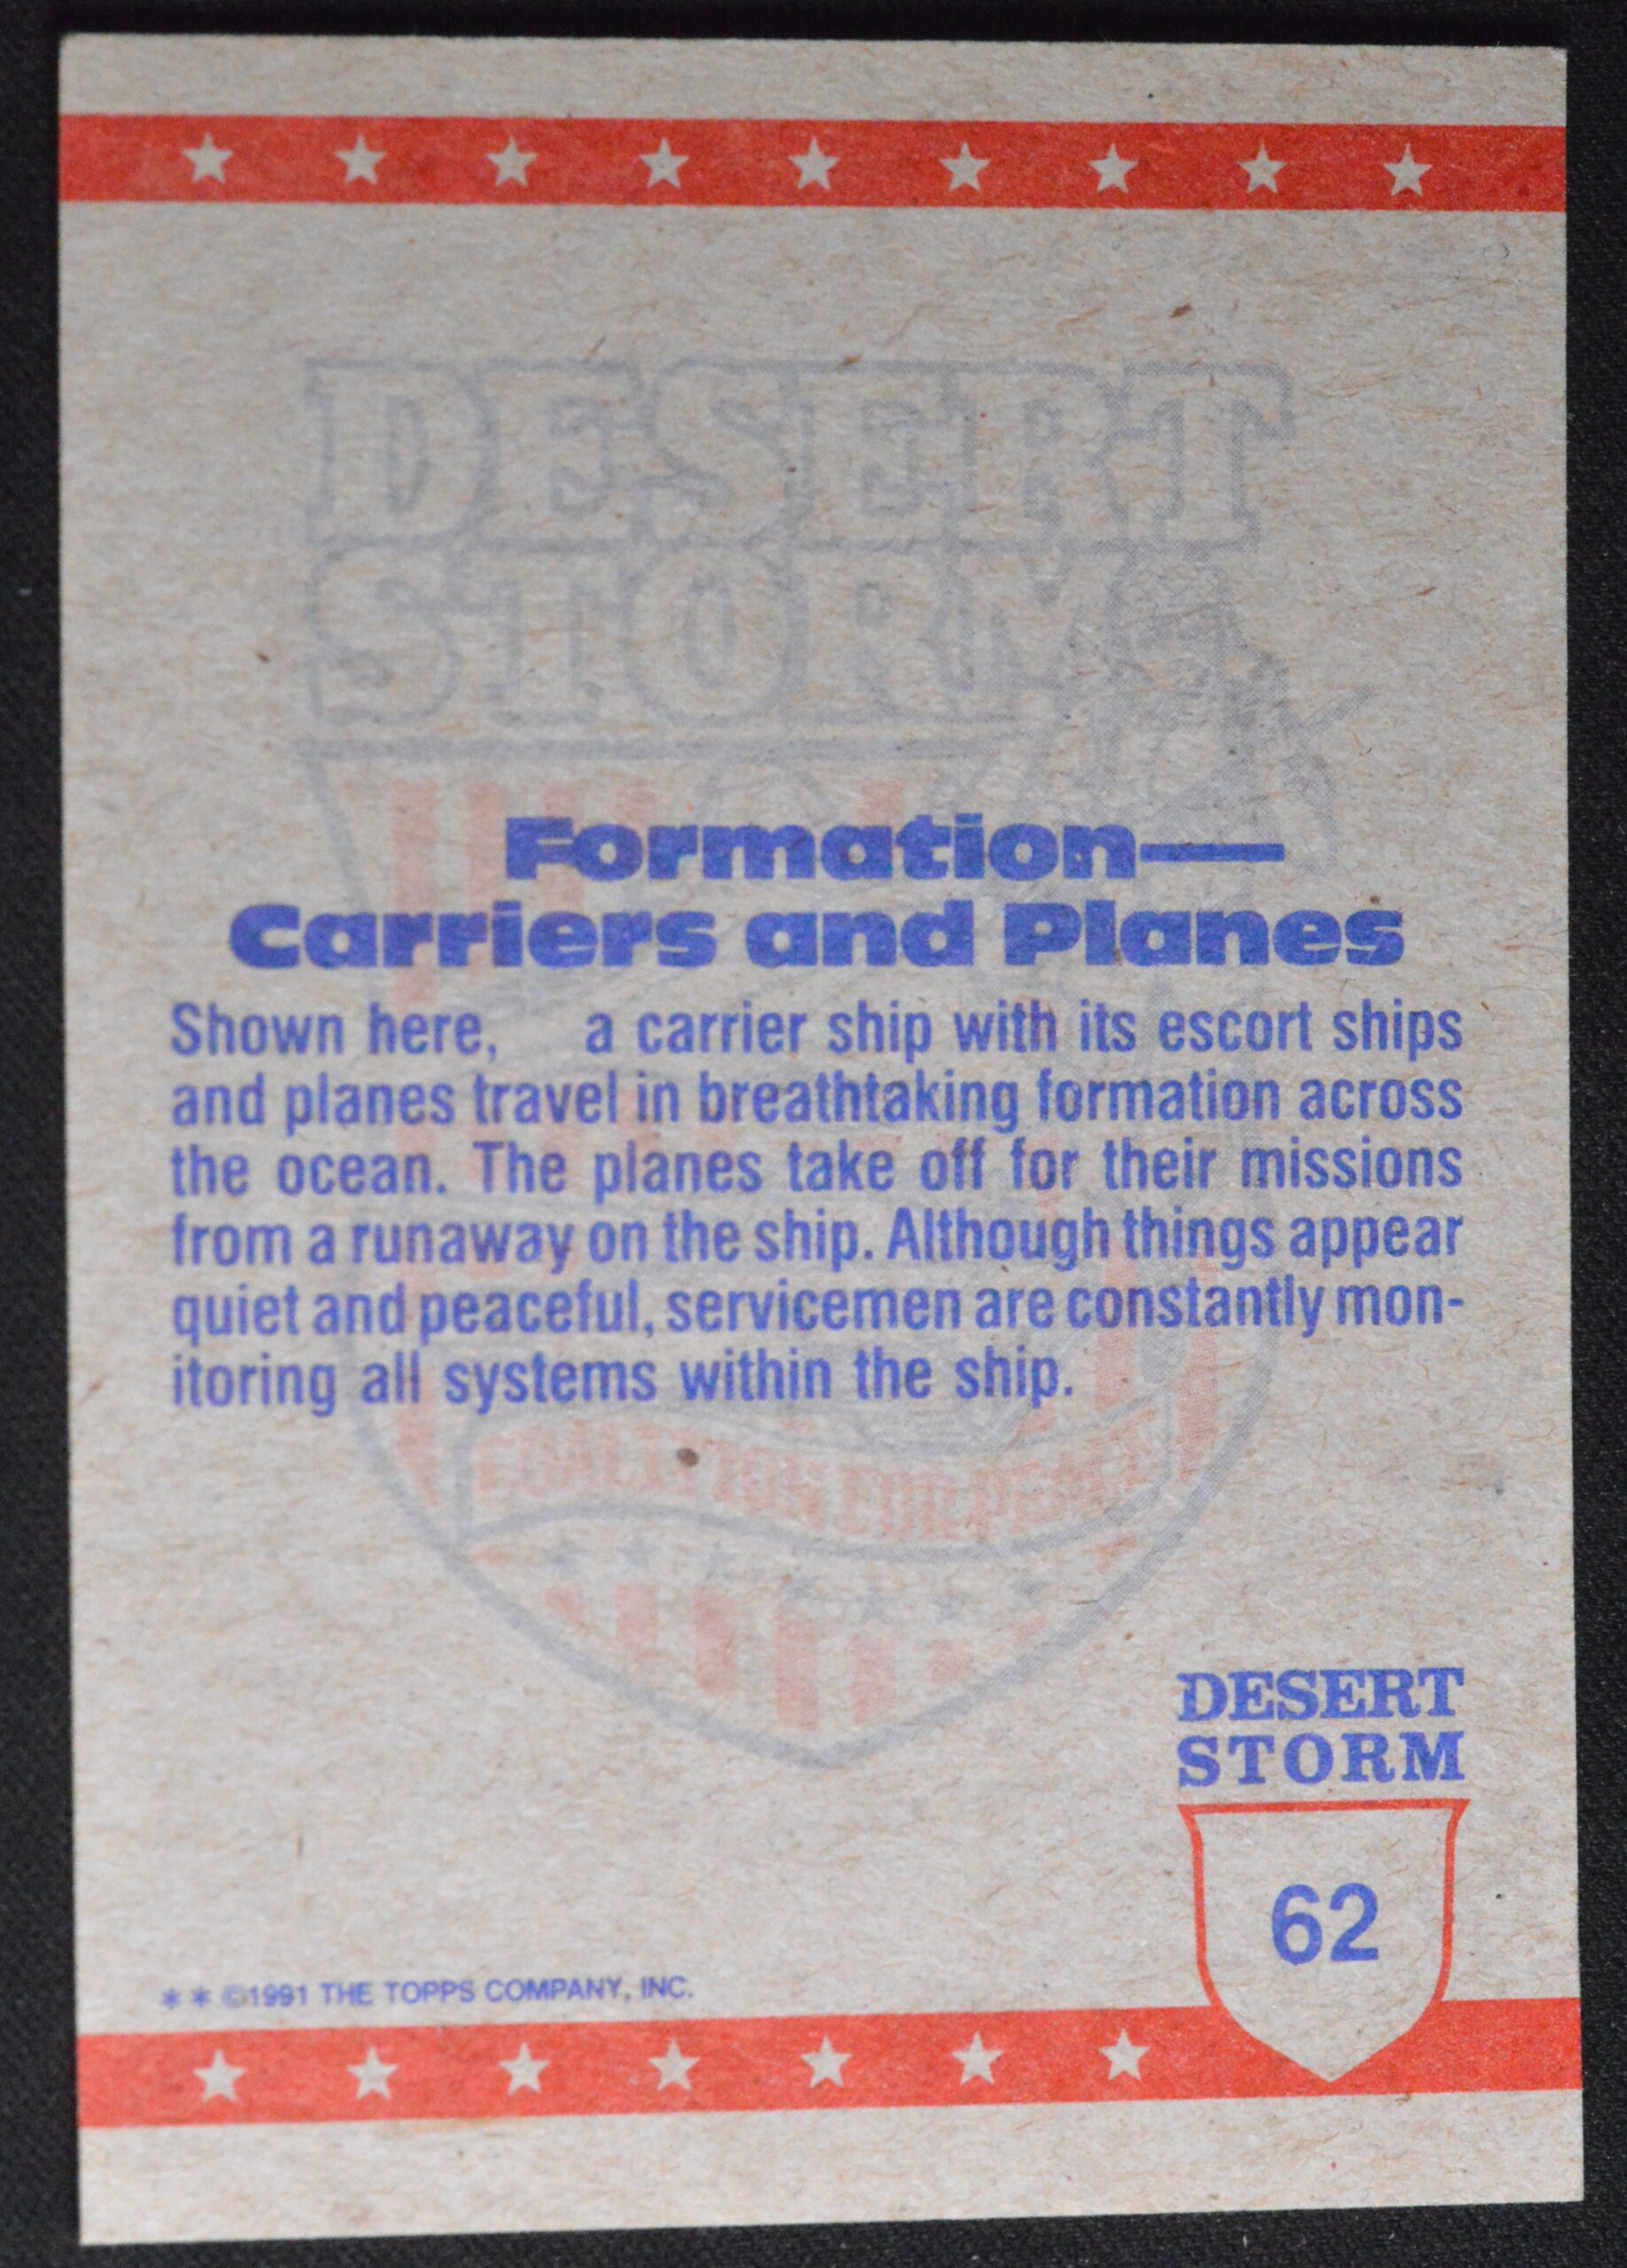 DESERT
STORM
Formation—
Carriers and Planes
Shown here, a carrier ship with its escort ships
and planes travel in breathtaking formation across
the ocean. The planes take off for their missions
from a runaway on the ship. Although things appear
quiet and peaceful, servicemen are constantly mon-
itoring all systems within the ship.
COALITION FOR PEACE
DESERT
STORM
62
* * ©1991 THE TOPPS COMPANY, INC.